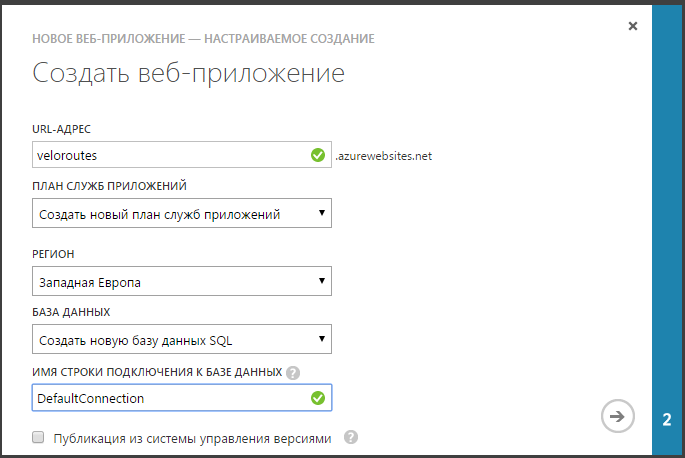 НОВОЕ ВЕБ-ПРИЛОЖЕНИЕ — НАСТРАИВАЕМОЕ СОЗДАНИЕ
Создать веб-приложение
URL-АДРЕС
veloroutes .azurewebsites.net
ПЛАН СЛУЖБ ПРИЛОЖЕНИЙ
Создать новый план служб приложений
РЕГИОН
Западная Европа
БАЗА ДАННЫХ
Создать новую базу данных SQL
ИМЯ СТРОКИ ПОДКЛЮЧЕНИЯ К БАЗЕ ДАННЫХ ?
DefaultConnection
Публикация из системы управления версиями ?
2